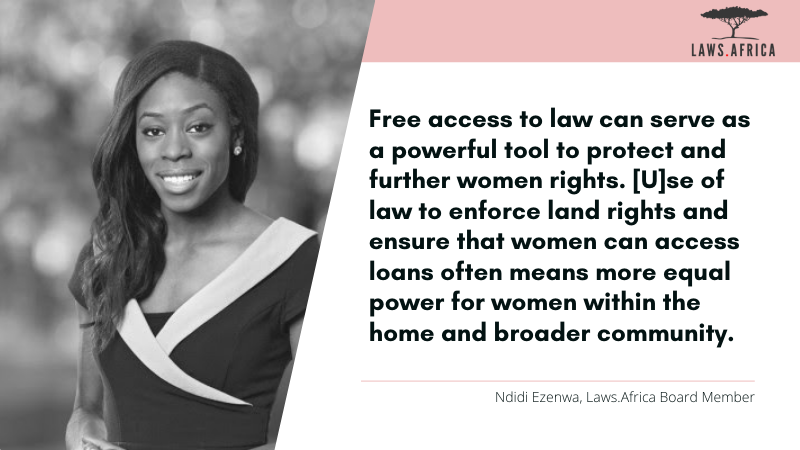 LAWS.AFRICA
Free access to law can serve as
a powerful tool to protect and
further women rights. [U]se of
law to enforce land rights and
ensure that women can access
loans often means more equal
power for women within the
home and broader community.
Ndidi Ezenwa, Laws.Africa Board Member